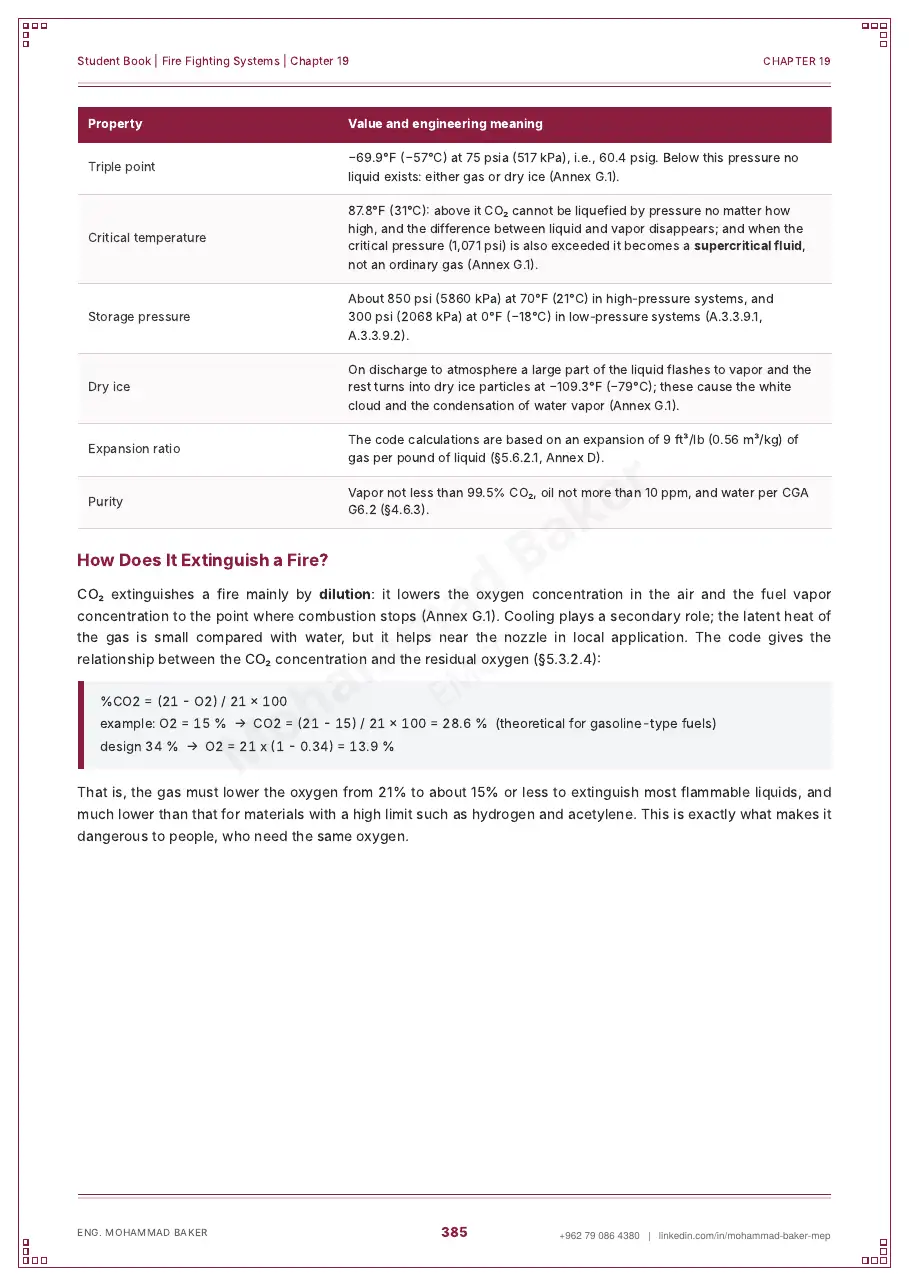 Student Book | Fire Fighting Systems | Chapter 19
CHAPTER 19
Property
Value and engineering meaning
Triple point
−69.9°F (−57°C) at 75 psia (517 kPa), i.e., 60.4 psig. Below this pressure no
liquid exists: either gas or dry ice (Annex G.1).
Critical temperature
87.8°F (31°C): above it CO₂ cannot be liquefied by pressure no matter how
high, and the difference between liquid and vapor disappears; and when the
critical pressure (1,071 psi) is also exceeded it becomes a supercritical fluid,
not an ordinary gas (Annex G.1).
Storage pressure
About 850 psi (5860 kPa) at 70°F (21°C) in high-pressure systems, and
300 psi (2068 kPa) at 0°F (−18°C) in low-pressure systems (A.3.3.9.1,
A.3.3.9.2).
Dry ice
On discharge to atmosphere a large part of the liquid flashes to vapor and the
rest turns into dry ice particles at −109.3°F (−79°C); these cause the white
cloud and the condensation of water vapor (Annex G.1).
Expansion ratio
The code calculations are based on an expansion of 9 ft³/lb (0.56 m³/kg) of
gas per pound of liquid (§5.6.2.1, Annex D).
Purity
Vapor not less than 99.5% CO₂, oil not more than 10 ppm, and water per CGA
G6.2 (§4.6.3).
How Does It Extinguish a Fire?
CO₂ extinguishes a fire mainly by dilution: it lowers the oxygen concentration in the air and the fuel vapor
concentration to the point where combustion stops (Annex G.1). Cooling plays a secondary role; the latent heat of
the gas is small compared with water, but it helps near the nozzle in local application. The code gives the
relationship between the CO₂ concentration and the residual oxygen (§5.3.2.4):
%CO2 = (21 - O2) / 21 × 100
example: O2 = 15 % → CO2 = (21 - 15) / 21 × 100 = 28.6 % (theoretical for gasoline-type fuels)
design 34 % → O2 = 21 x (1 - 0.34) = 13.9 %
That is, the gas must lower the oxygen from 21% to about 15% or less to extinguish most flammable liquids, and
much lower than that for materials with a high limit such as hydrogen and acetylene. This is exactly what makes it
dangerous to people, who need the same oxygen.
Mohammad Baker
ENG. MOHAMMAD BAKER
385
+962 79 086 4380 | linkedin.com/in/mohammad-baker-mep